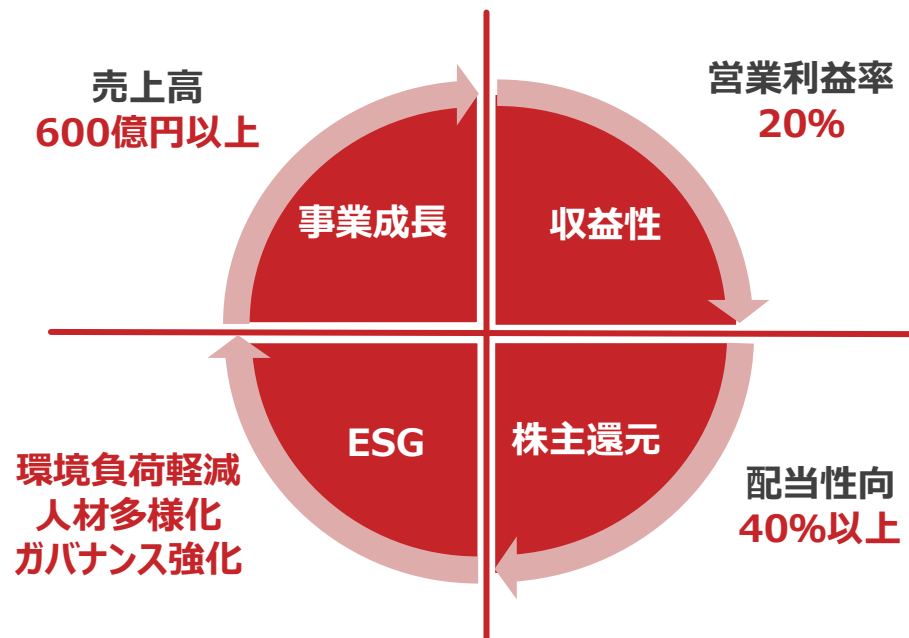 売上高
600億円以上
営業利益率
20%
事業成長
収益性
ESG
株主還元
環境負荷軽減
人材多様化
ガバナンス強化
配当性向
40%以上